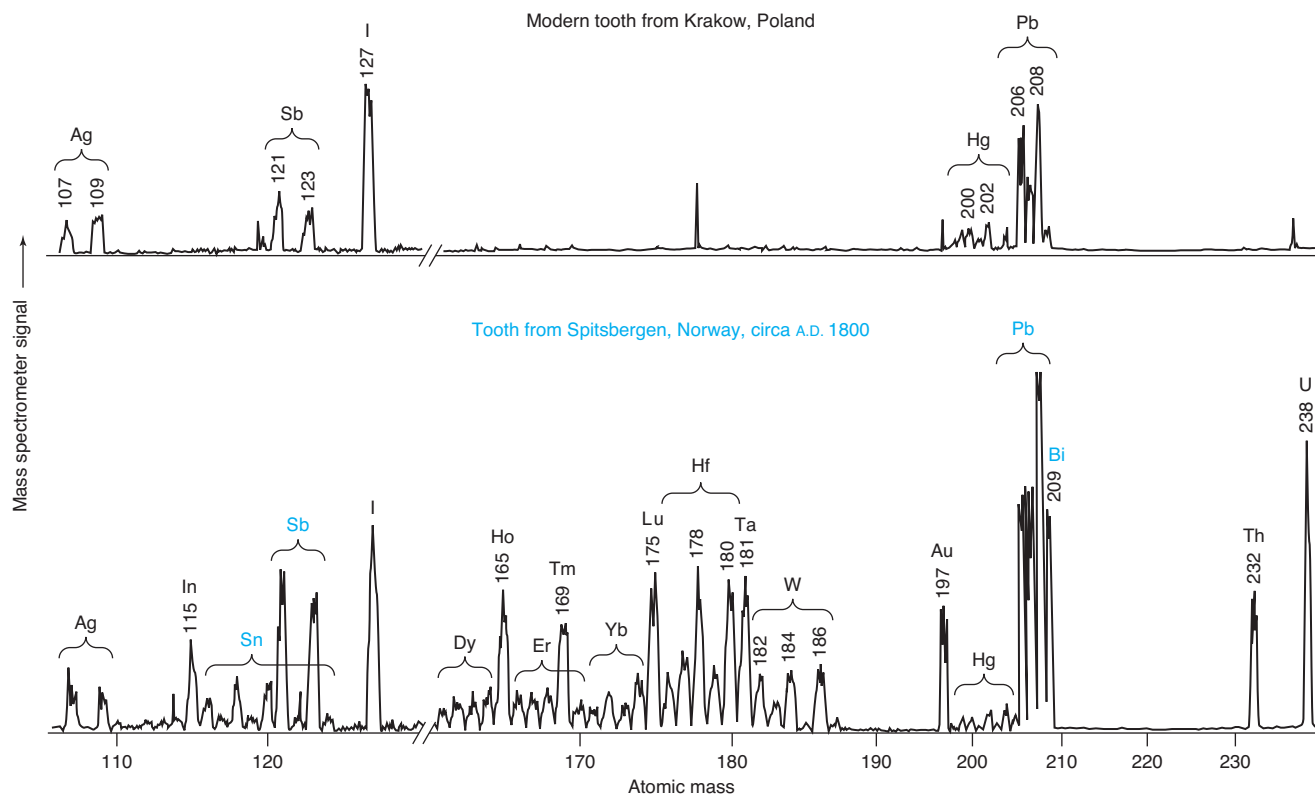 Modern tooth from Krakow, Poland
I
127
Pb
206
208
Sb
121
123
Ag
107
109
Hg
200
202
Mass spectrometer signal
Tooth from Spitsbergen, Norway, circa A.D. 1800
Pb
U
238
Bi
209
Hf
178
180
Lu
175
Ta
181
Sb
I
Ho
165
Tm
169
Au
197
Th
232
In
115
W
182
184
186
Ag
Sn
Dy
Er
Yb
Hg
110 120 170 180 190 200 210 220 230
Atomic mass